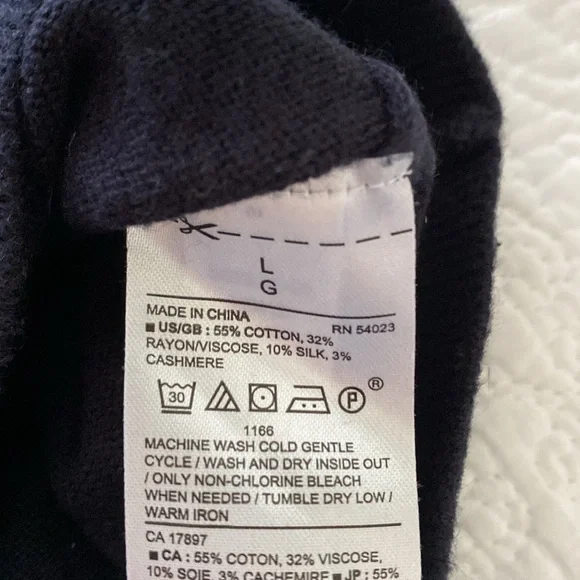 L
G
MADE IN CHINA RN 54023
■ US/GB : 55% COTTON, 32%
RAYON/VISCOSE, 10% SILK, 3%
CASHMERE
30 P ®
1166
MACHINE WASH COLD GENTLE
CYCLE / WASH AND DRY INSIDE OUT
/ ONLY NON-CHLORINE BLEACH
WHEN NEEDED / TUMBLE DRY LOW /
WARM IRON
CA 17897
■ CA : 55% COTON, 32% VISCOSE,
10% SOIE, 3% CACHEMIRE ■ JP : 55%